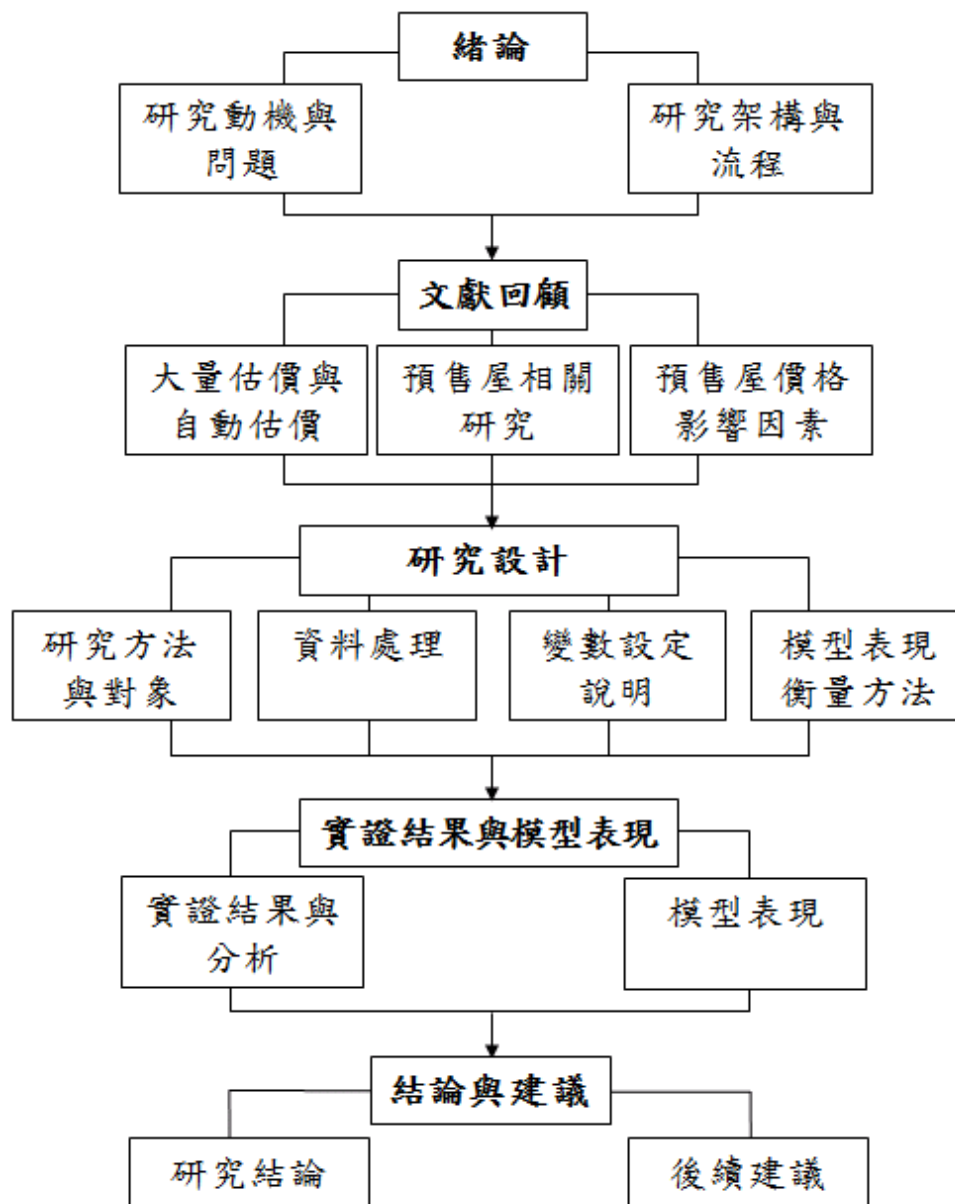 緒論
研究動機與
問題
研究架構與
流程
文獻回顧
大量估價與
自動估價
預售屋相關
研究
預售屋價格
影響因素
研究設計
研究方法
與對象
資料處理
變數設定
說明
模型表現
衡量方法
實證結果與模型表現
實證結果與
分析
模型表現
結論與建議
研究結論
後續建議